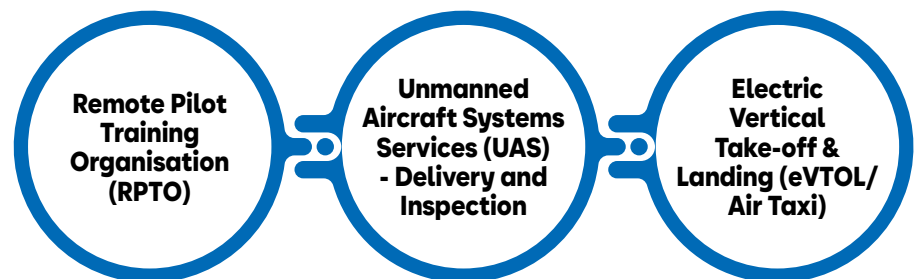 Remote Pilot
Training
Organisation
(RPTO)
Unmanned
Aircraft Systems
Services (UAS)
- Delivery and
Inspection
Electric
Vertical
Take-off &
Landing (eVTOL/
Air Taxi)